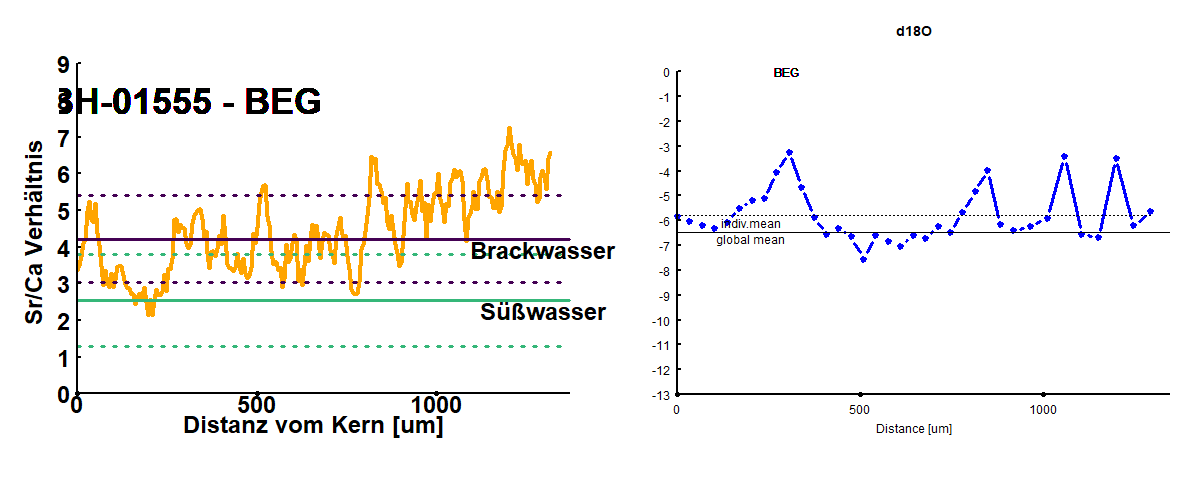 d18O
9
8
SH-01555 - BEG
7
6
5
4
3
2
1
0
Sr/Ca Verhältnis
Brackwasser
Süßwasser
0 500 1000
Distanz vom Kern [um]
BEG
0
-1
-2
-3
-4
-5
-6
-7
-8
-9
-10
-11
-12
-13
indiv.mean
global mean
0 500 1000
Distance [um]